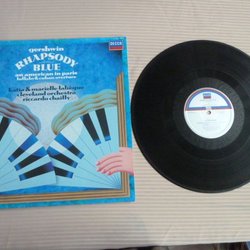 DECCA
gershwin
RHAPSODY
BLUE
an american in paris
lullaby & cuban overture
katia & marielle labèque
cleveland orchestra
riccardo chailly